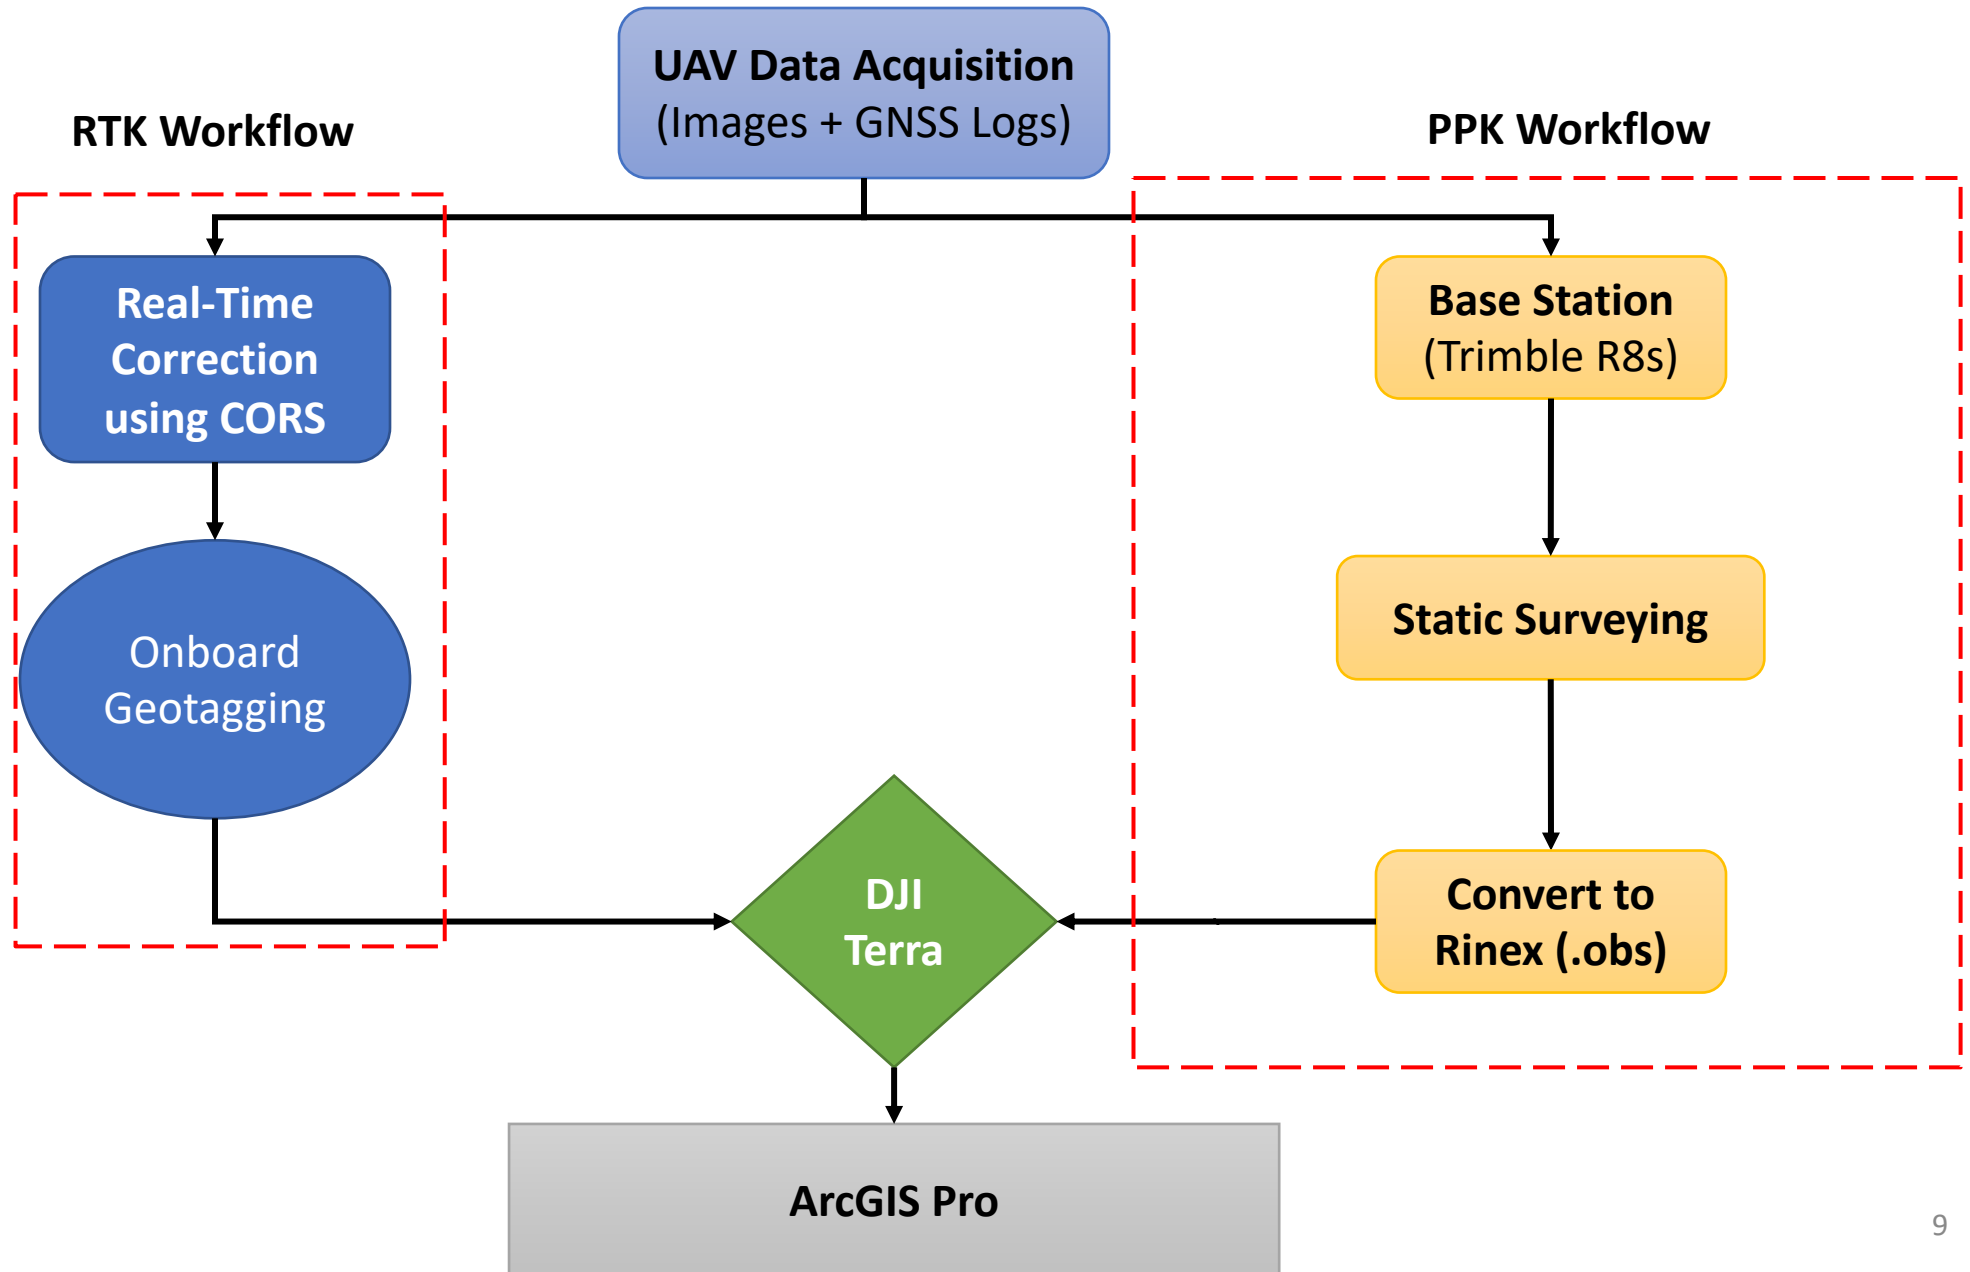 UAV Data Acquisition
(Images + GNSS Logs)
RTK Workflow
PPK Workflow
Real-Time
Correction
using CORS
Base Station
(Trimble R8s)
Onboard
Geotagging
Static Surveying
DJI
Terra
Convert to
Rinex (.obs)
ArcGIS Pro
9